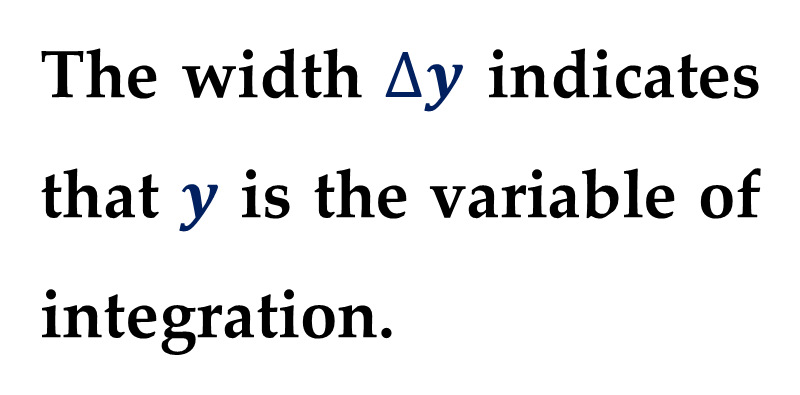 The width Δy indicates
that y is the variable of
integration.